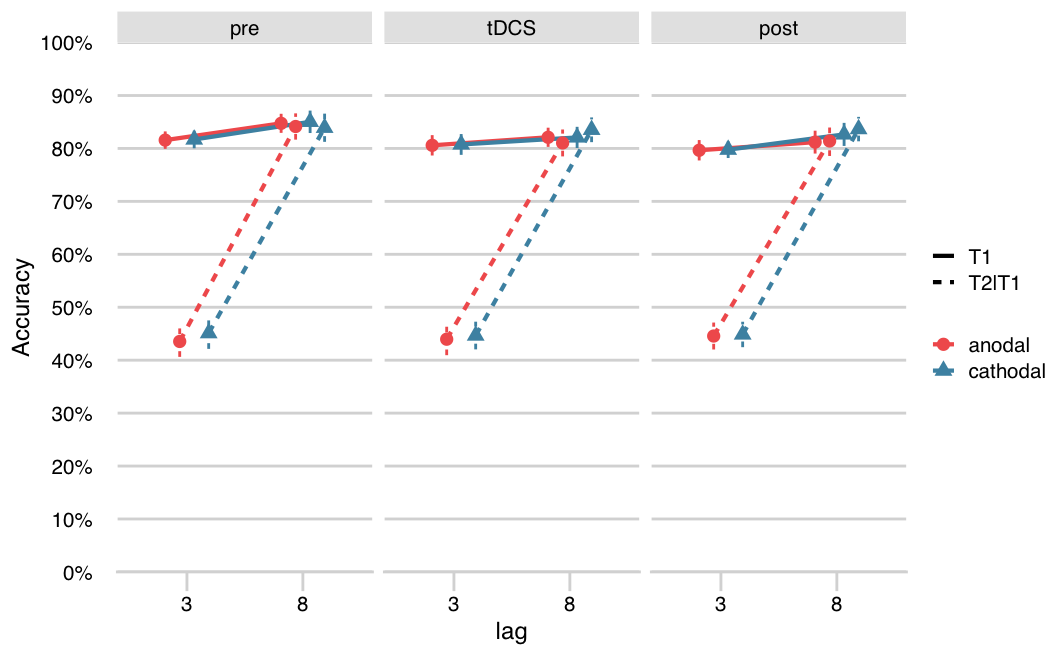 pre
tDCS
post
100%
90%
80%
70%
60%
50%
40%
30%
20%
10%
0%
Accuracy
3
8
3
8
3
8
lag
T1
T2|T1
anodal
cathodal